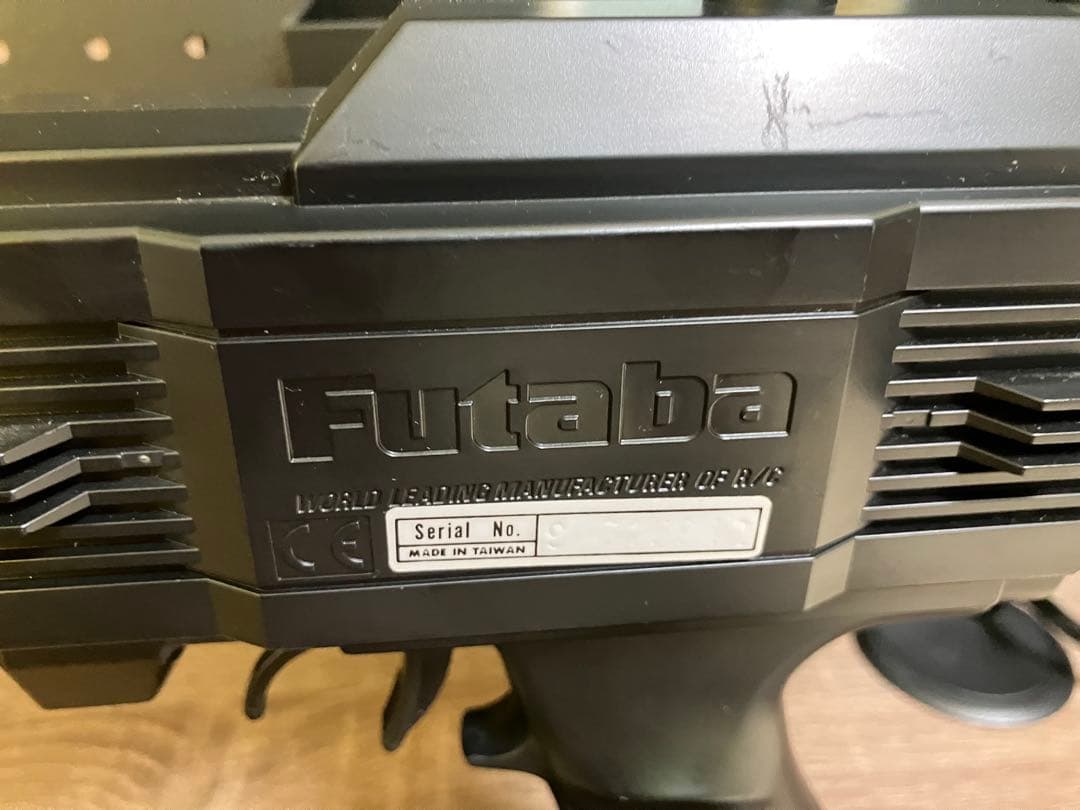 Futaba
WORLD LEADING MANUFACTURER OF R/C
CE
Serial No.
MADE IN TAIWAN